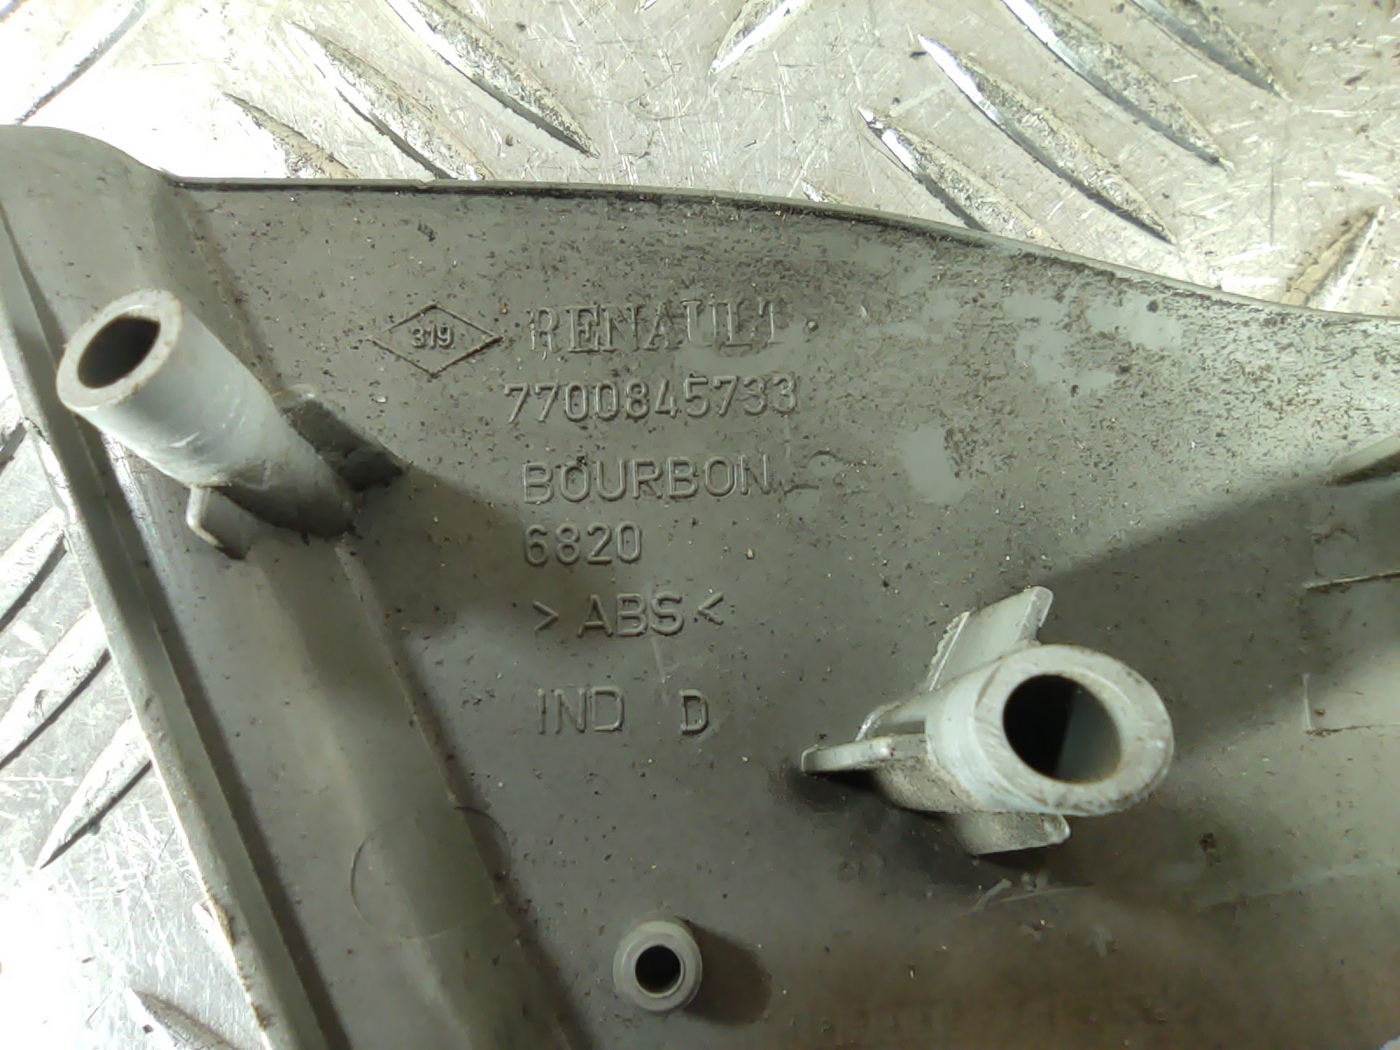 319 RENAULT
7700845733
BOURBON
6820
>ABS<
IND D